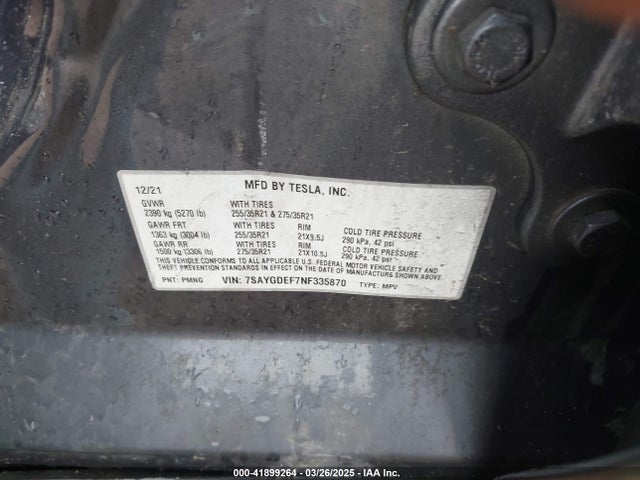 12/21 MFD BY TESLA, INC.
GVWR WITH TIRES
2390 kg (5270 lb) 255/35R21 & 275/35R21
GAWR FRT WITH TIRES RIM COLD TIRE PRESSURE
1363 kg (3004 lb) 255/35R21 21X9.5J 290 kPa, 42 psi
GAWR RR WITH TIRES RIM COLD TIRE PRESSURE
1500 kg (3306 lb) 275/35R21 21X10.5J 290 kPa, 42 psi
THIS VEHICLE CONFORMS TO ALL APPLICABLE U.S. FEDERAL MOTOR VEHICLE SAFETY AND
THEFT PREVENTION STANDARDS IN EFFECT ON THE DATE OF MANUFACTURE SHOWN ABOVE.
PNT: PMNG VIN: 7SAYGDEF7NF335870 TYPE: MPV
000-41899264 - 03/26/2025 - IAA Inc.